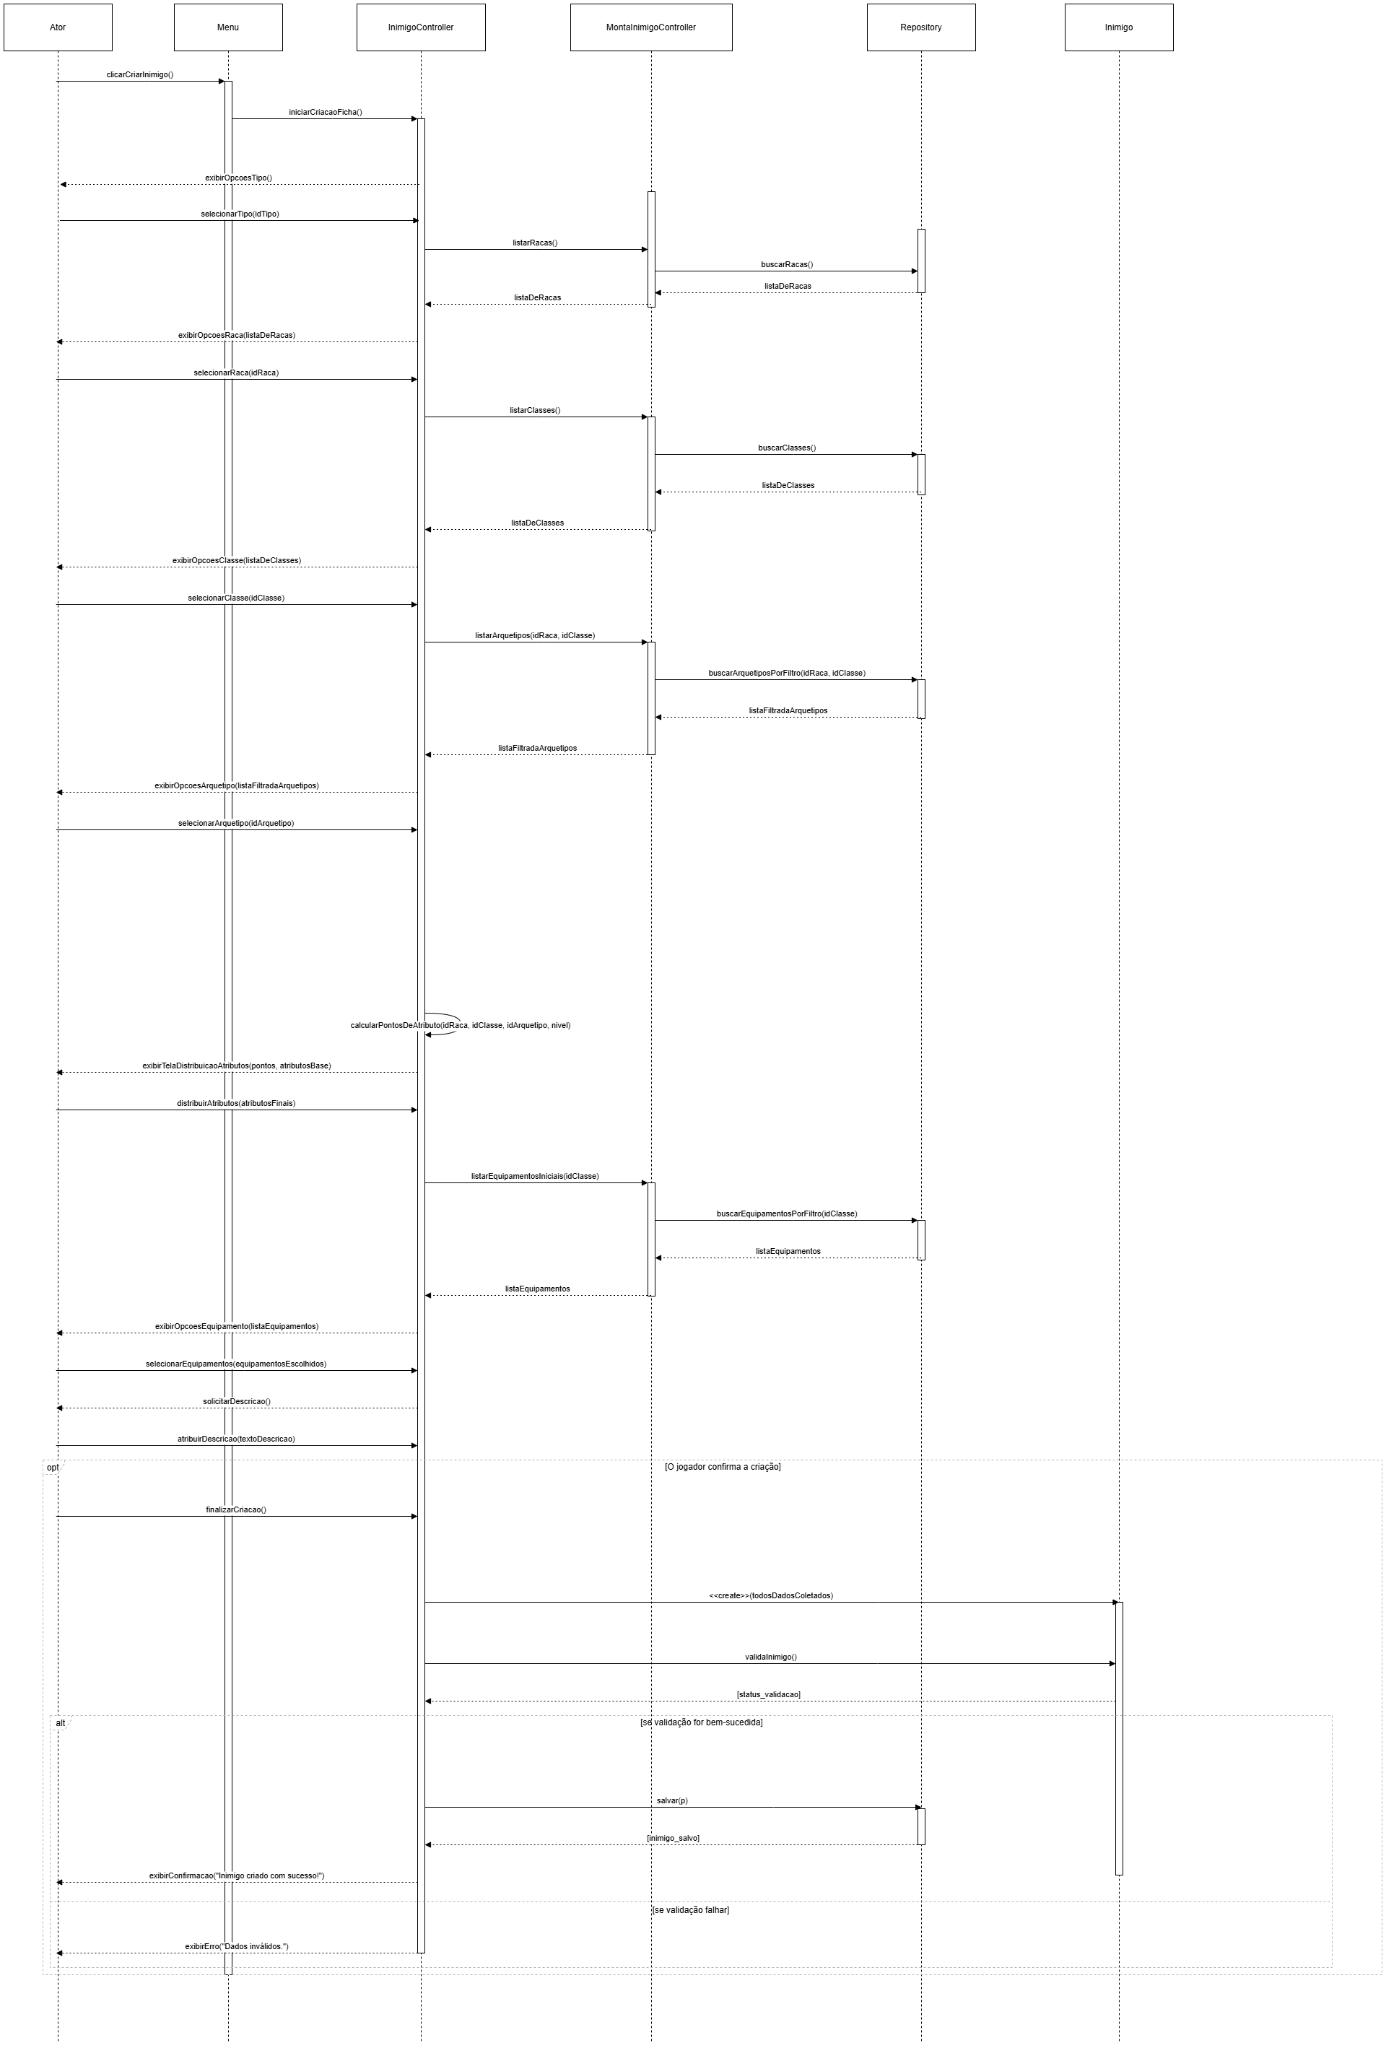 Ator
Menu
InimigoController
MontaInimigoController
Repository
Inimigo
clicarCriarInimigo()
iniciarCriacaoFicha()
exibirOpcoesTipo()
selecionarTipo(idTipo)
listarRacas()
buscarRacas()
listaDeRacas
listaDeRacas
exibirOpcoesRaca(listaDeRacas)
selecionarRaca(idRaca)
listarClasses()
buscarClasses()
listaDeClasses
listaDeClasses
exibirOpcoesClasse(listaDeClasses)
selecionarClasse(idClasse)
listarArquetipos(idRaca, idClasse)
buscarArquetiposPorFiltro(idRaca, idClasse)
listaFiltradaArquetipos
listaFiltradaArquetipos
exibirOpcoesArquetipo(listaFiltradaArquetipos)
selecionarArquetipo(idArquetipo)
calcularPontosDeAtributo(idRaca, idClasse, idArquetipo, nivel)
exibirTelaDistribuicaoAtributos(pontos, atributosBase)
distribuirAtributos(atributosFinais)
listarEquipamentosIniciais(idClasse)
buscarEquipamentosPorFiltro(idClasse)
listaEquipamentos
listaEquipamentos
exibirOpcoesEquipamento(listaEquipamentos)
selecionarEquipamentos(equipamentosEscolhidos)
solicitarDescricao()
atribuirDescricao(textoDescricao)
opt
[O jogador confirma a criação]
finalizarCriacao()
<<create>>(todosDadosColetados)
validaInimigo()
[status_validacao]
alt
[se validação for bem-sucedida]
salvar(p)
[inimigo_salvo]
exibirConfirmacao("Inimigo criado com sucesso!")
[se validação falhar]
exibirErro("Dados inválidos.")